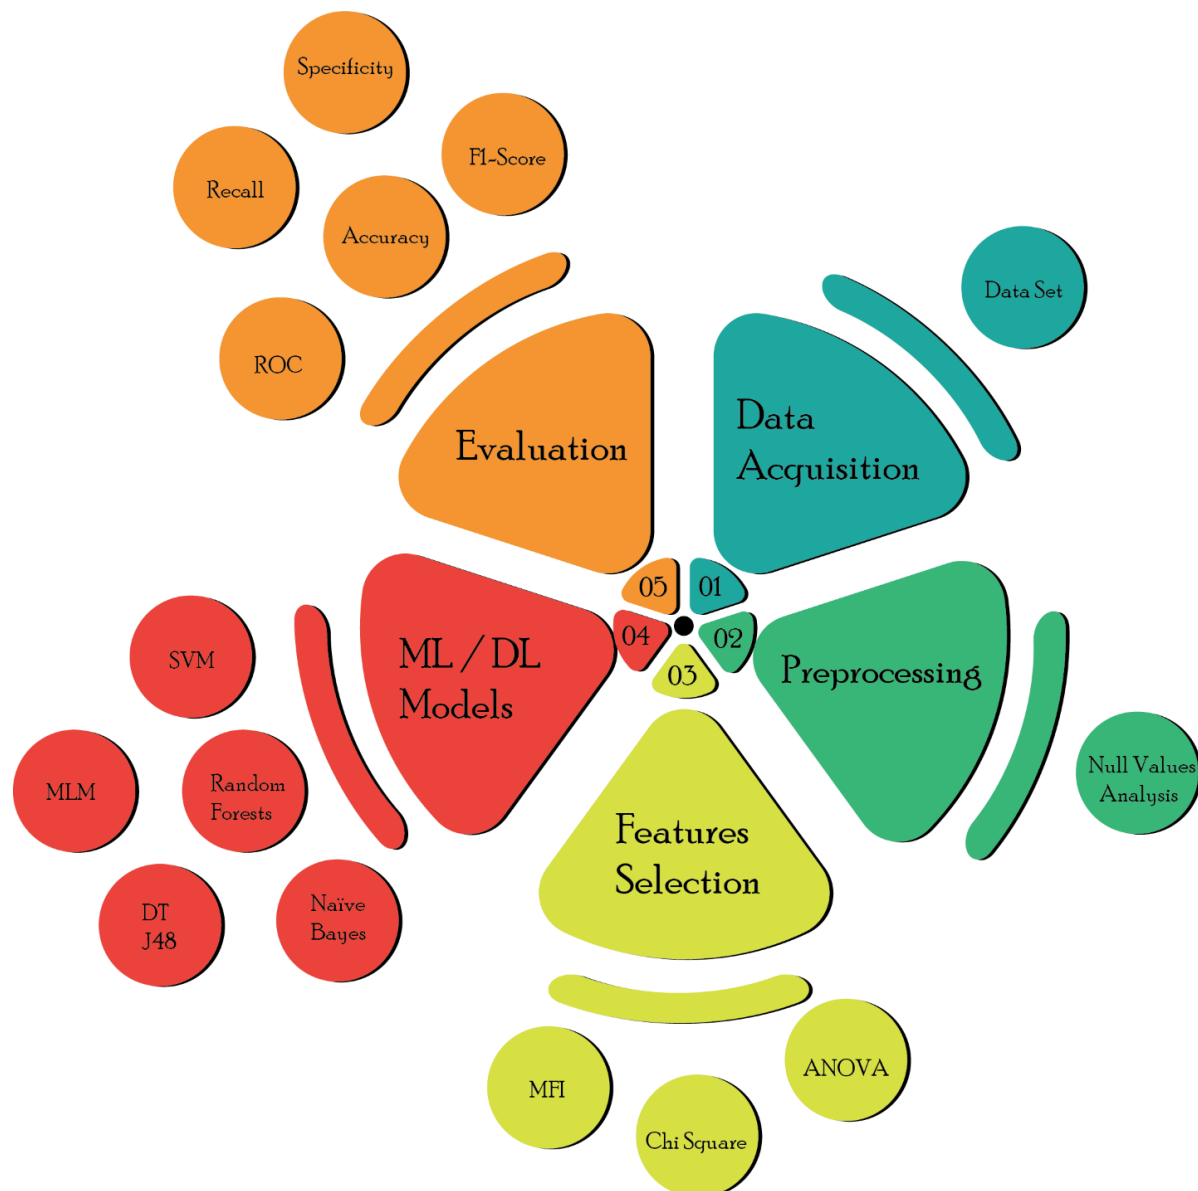 Specificity
F1-Score
Recall
Accuracy
ROC
Data Set
Evaluation
Data
Acquisition
05
01
04
02
03
ML / DL
Models
Preprocessing
SVM
MLM
Random
Forests
DT
J48
Naïve
Bayes
Null Values
Analysis
Features
Selection
MFI
Chi Square
ANOVA